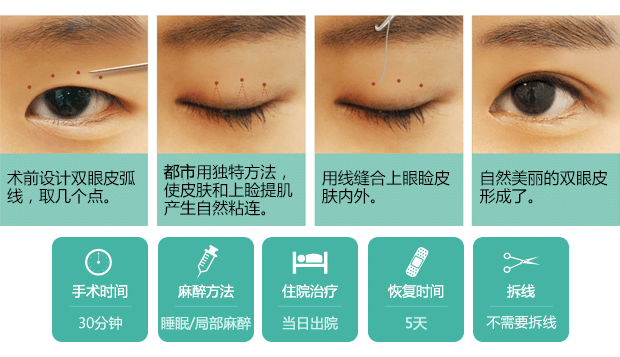 术前设计双眼皮弧
线，取几个点。
都市用独特方法，
使皮肤和上睑提肌
产生自然粘连。
用线缝合上眼睑皮
肤内外。
自然美丽的双眼皮
形成了。
手术时间
30分钟
麻醉方法
睡眠/局部麻醉
住院治疗
当日出院
恢复时间
5天
拆线
不需要拆线